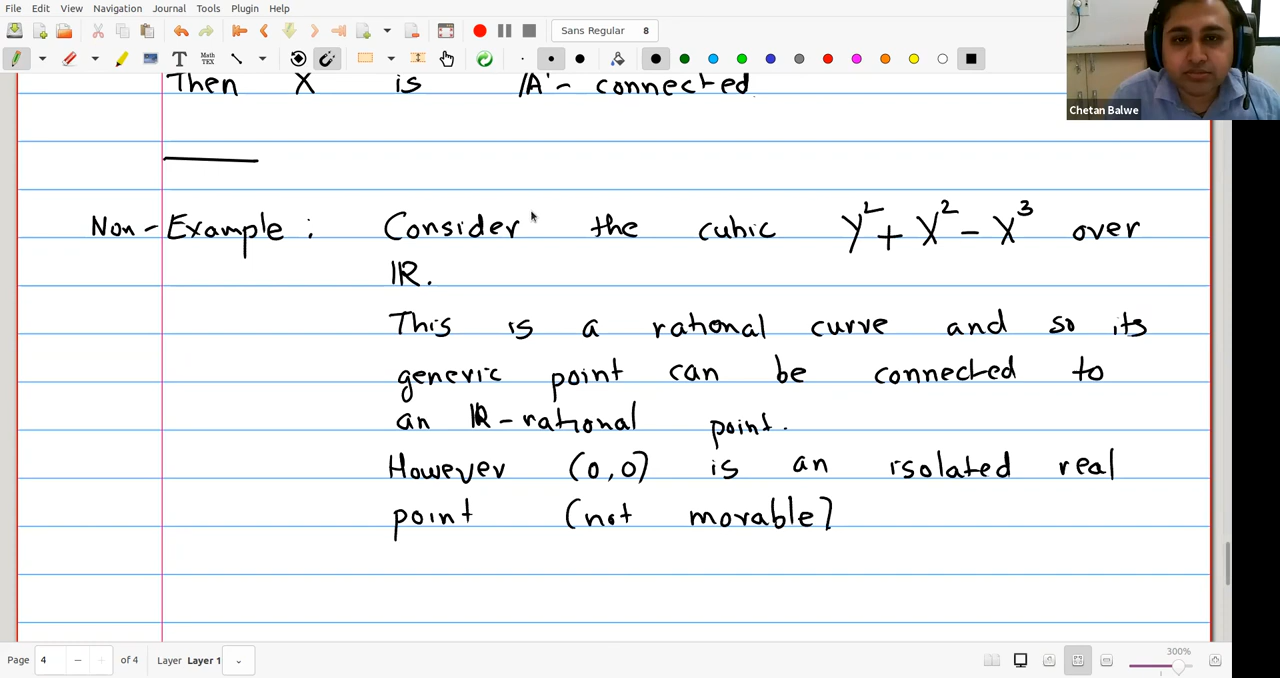 File Edit View Navigation Journal Tools Plugin Help
Sans Regular 8
Chetan Balwe
Then X is A¹- connected.
Non-Example: Consider the cubic Y² + X² - X³ over
ℝ.
This is a rational curve and so its
generic point can be connected to
an ℝ-rational point.
However (0,0) is an isolated real
point (not movable)
Page 4 of 4 Layer Layer 1
300%